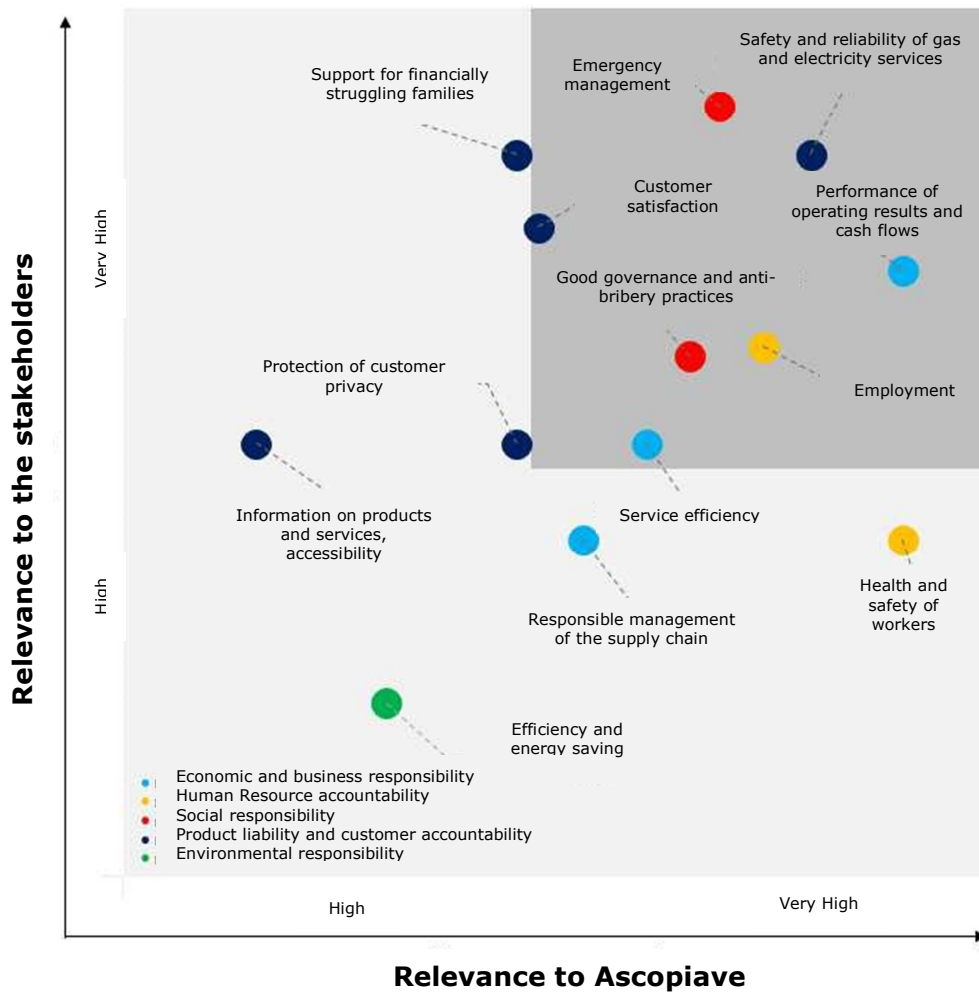 Safety and reliability of gas
and electricity services
Emergency
management
Support for financially
struggling families
Customer
satisfaction
Performance of
operating results and
cash flows
Good governance and anti-
bribery practices
Protection of customer
privacy
Employment
Information on products
and services,
accessibility
Service efficiency
Health and
safety of
workers
Responsible management
of the supply chain
Efficiency and
energy saving
Economic and business responsibility
Human Resource accountability
Social responsibility
Product liability and customer accountability
Environmental responsibility
Very High
High
Relevance to the stakeholders
High
Very High
Relevance to Ascopiave